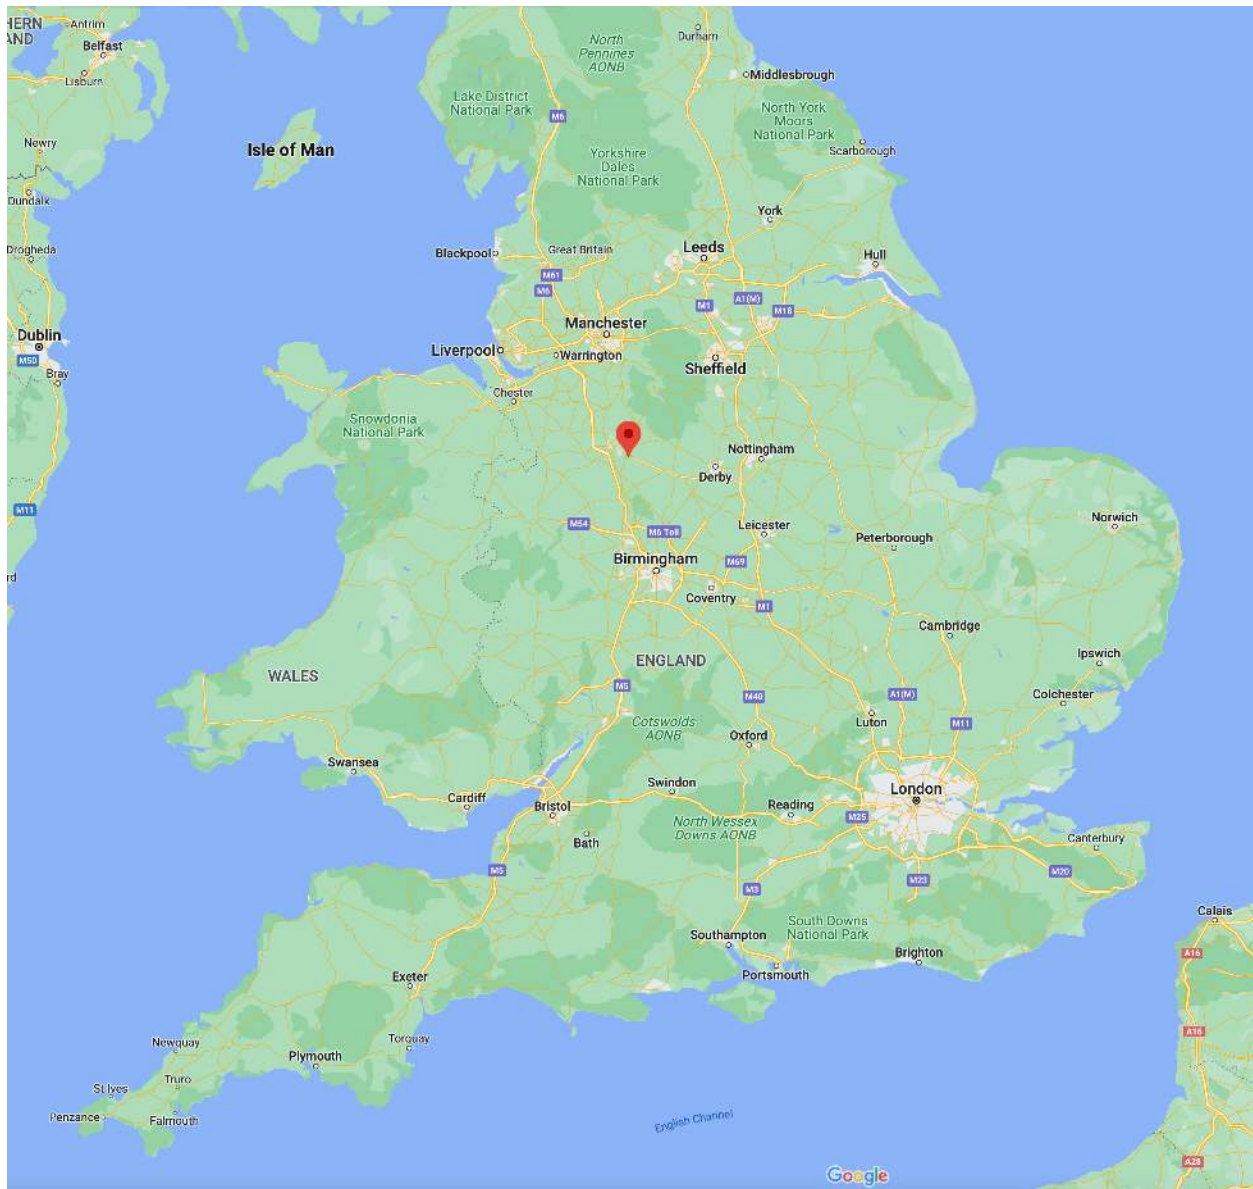 HERN
AND
Antrim
Belfast
Lisburn
Newry
Dundalk
Drogheda
Dublin
M50
Bray
M11
rd
Isle of Man
North
Pennines
AONB
Durham
Middlesbrough
Lake District
National Park
M6
North York
Moors
National Park
Scarborough
Yorkshire
Dales
National Park
York
Blackpool
Great Britain
Leeds
Hull
M61
M6
M1
A1(M)
M18
Manchester
Liverpool
Warrington
Sheffield
Chester
Snowdonia
National Park
Nottingham
Derby
M54
M6 Toll
Leicester
Peterborough
Norwich
Birmingham
M69
Coventry
M1
Cambridge
Ipswich
WALES
ENGLAND
M5
M40
A1(M)
M11
Colchester
Cotswolds
AONB
Luton
Oxford
Swansea
Cardiff
Bristol
Swindon
Reading
London
M25
North Wessex
Downs AONB
Bath
Canterbury
M5
M3
M23
M20
South Downs
National Park
Southampton
Portsmouth
Brighton
Calais
A16
Exeter
Torquay
Newquay
Plymouth
A16
Truro
St Ives
Penzance
Falmouth
English Channel
A28
Google